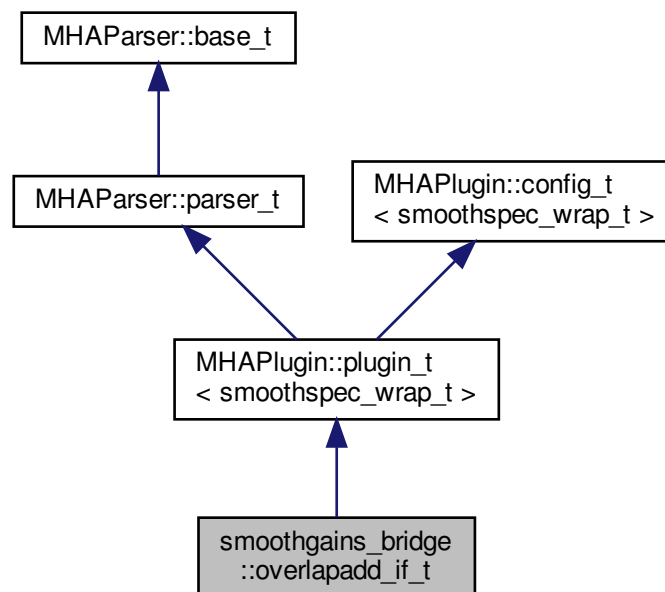 MHAParser::base_t
MHAParser::parser_t
MHAPlugin::config_t
< smoothspec_wrap_t >
MHAPlugin::plugin_t
< smoothspec_wrap_t >
smoothgains_bridge
::overlapadd_if_t